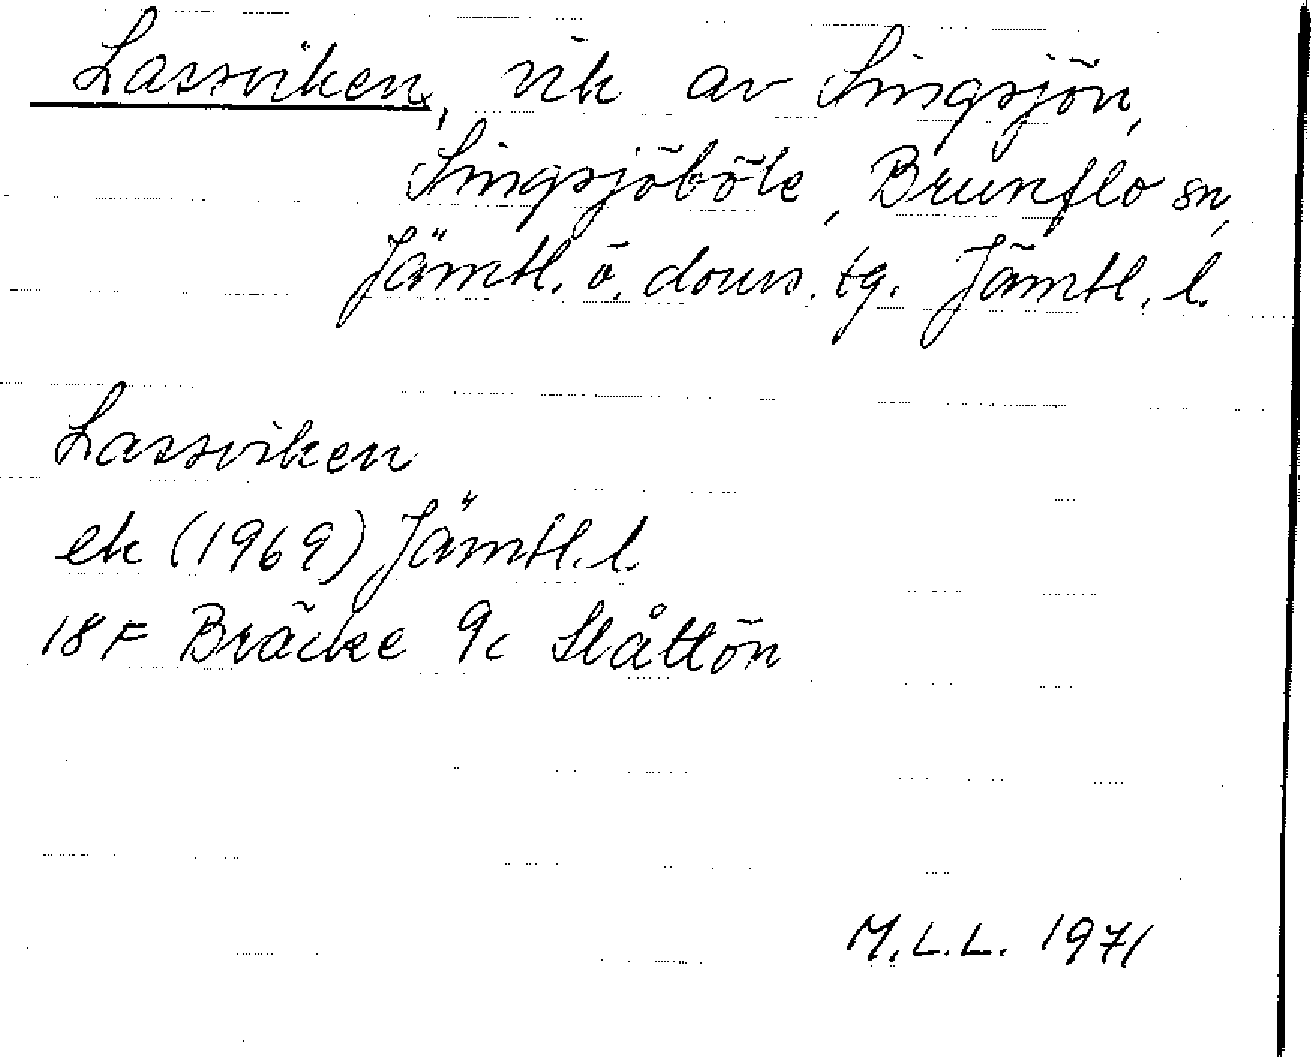 Lassviken, vik av Singsjön,
Singsjöböle, Brunflo sn,
Jämtl. ö. doms. tg. Jämtl. l.
Lassviken
ek (1969) Jämtl. l.
18F Bräcke 9c Slåttön
M.L.L. 1971